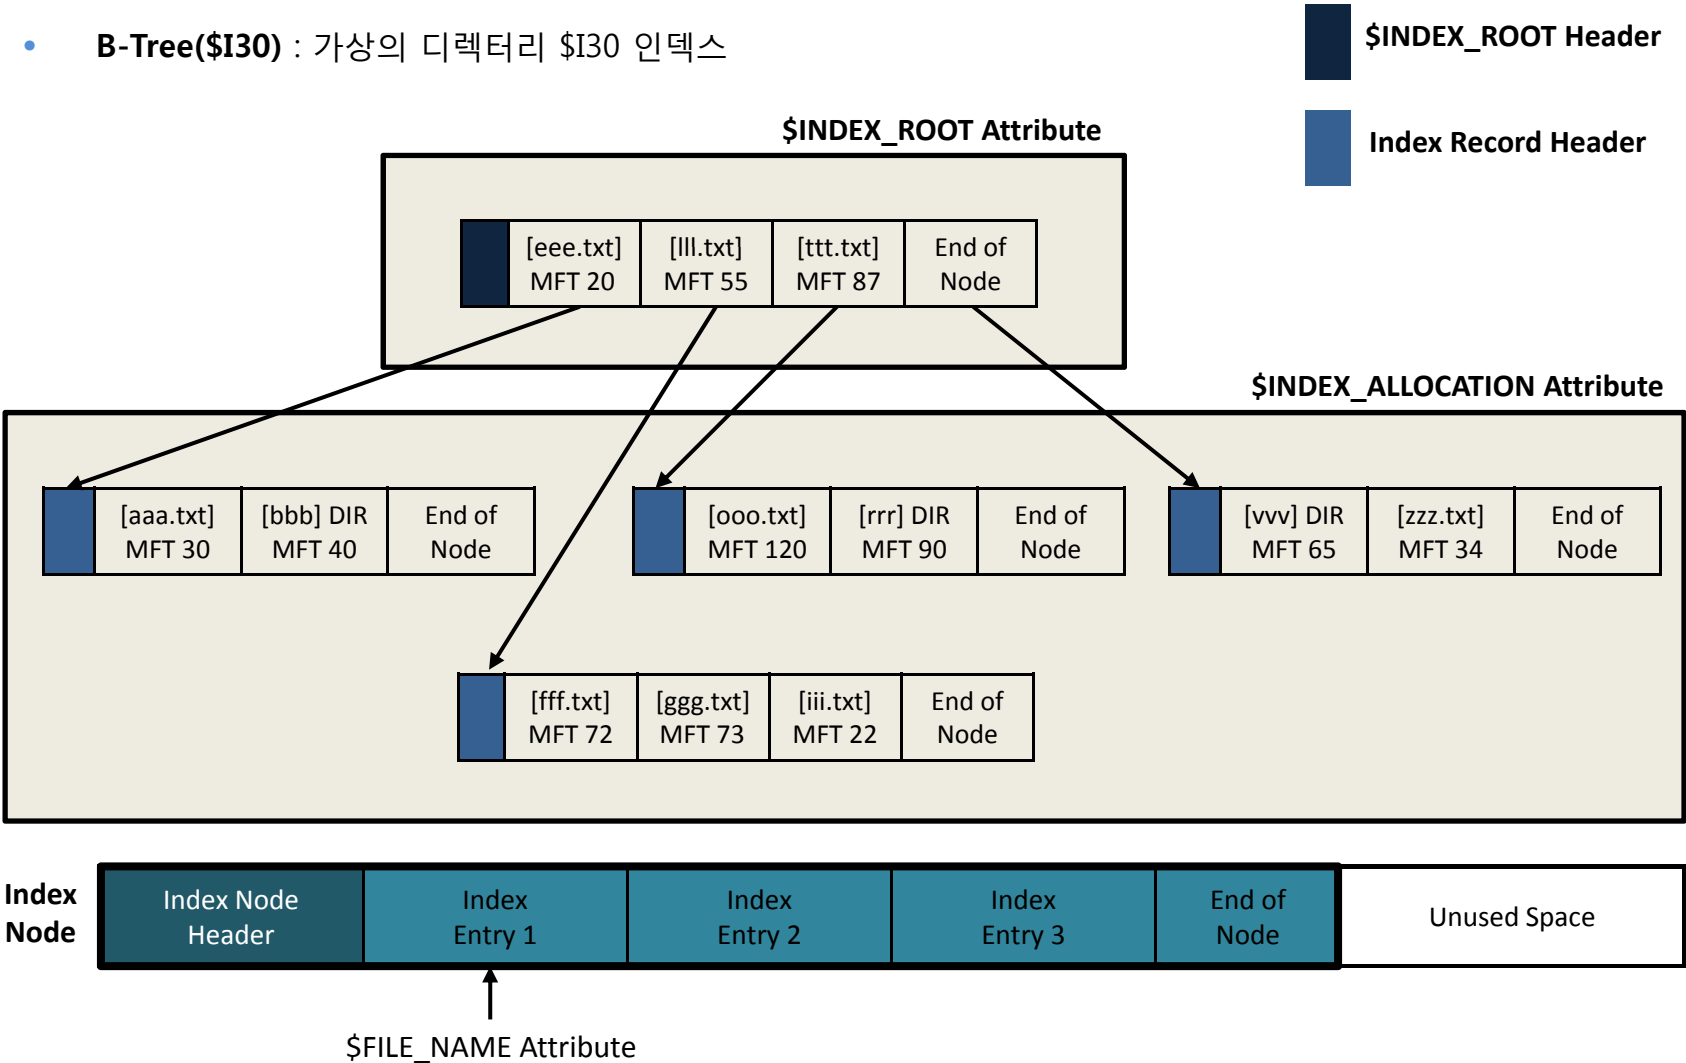 • B-Tree($I30) : 가상의 디렉터리 $I30 인덱스
$INDEX_ROOT Header
Index Record Header
$INDEX_ROOT Attribute
[eee.txt] [lll.txt] [ttt.txt] End of
MFT 20 MFT 55 MFT 87 Node
$INDEX_ALLOCATION Attribute
[aaa.txt] [bbb] DIR End of [ooo.txt] [rrr] DIR End of [vvv] DIR [zzz.txt] End of
MFT 30 MFT 40 Node MFT 120 MFT 90 Node MFT 65 MFT 34 Node
[fff.txt] [ggg.txt] [iii.txt] End of
MFT 72 MFT 73 MFT 22 Node
Index Index Node Index Index Index End of Unused Space
Node Header Entry 1 Entry 2 Entry 3 Node
$FILE_NAME Attribute